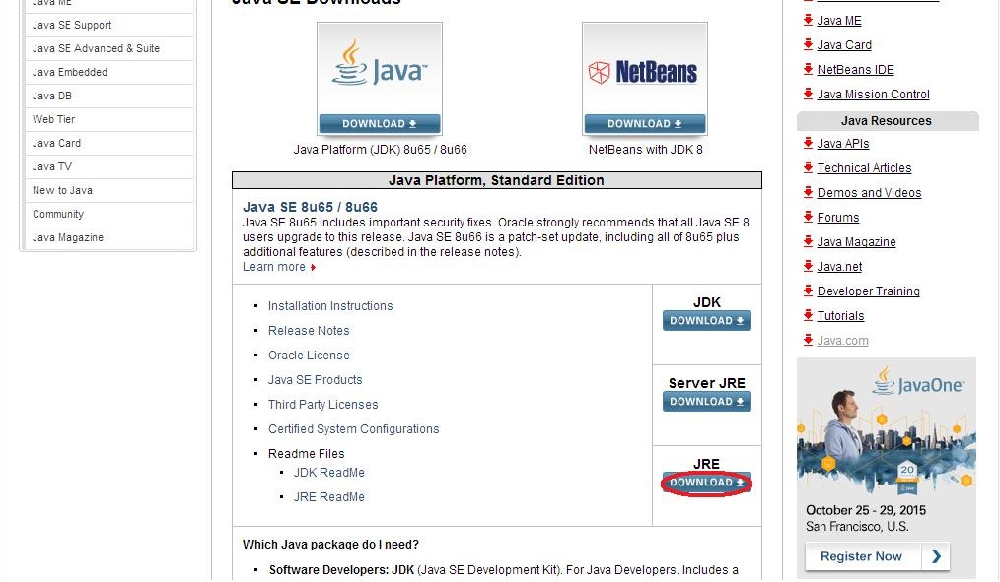 Java ME
Java SE Support
Java SE Advanced & Suite
Java Embedded
Java DB
Web Tier
Java Card
Java TV
New to Java
Community
Java Magazine
Java SE Downloads
Java™
DOWNLOAD
Java Platform (JDK) 8u65 / 8u66
NetBeans
DOWNLOAD
NetBeans with JDK 8
Java Platform, Standard Edition
Java SE 8u65 / 8u66
Java SE 8u65 includes important security fixes. Oracle strongly recommends that all Java SE 8
users upgrade to this release. Java SE 8u66 is a patch-set update, including all of 8u65 plus
additional features (described in the release notes).
Learn more
Installation Instructions
Release Notes
Oracle License
Java SE Products
Third Party Licenses
Certified System Configurations
Readme Files
JDK ReadMe
JRE ReadMe
JDK
DOWNLOAD
Server JRE
DOWNLOAD
JRE
DOWNLOAD
Which Java package do I need?
Software Developers: JDK (Java SE Development Kit). For Java Developers. Includes a
Java ME
Java Card
NetBeans IDE
Java Mission Control
Java Resources
Java APIs
Technical Articles
Demos and Videos
Forums
Java Magazine
Java.net
Developer Training
Tutorials
Java.com
JavaOne™
20
October 25 - 29, 2015
San Francisco, U.S.
Register Now